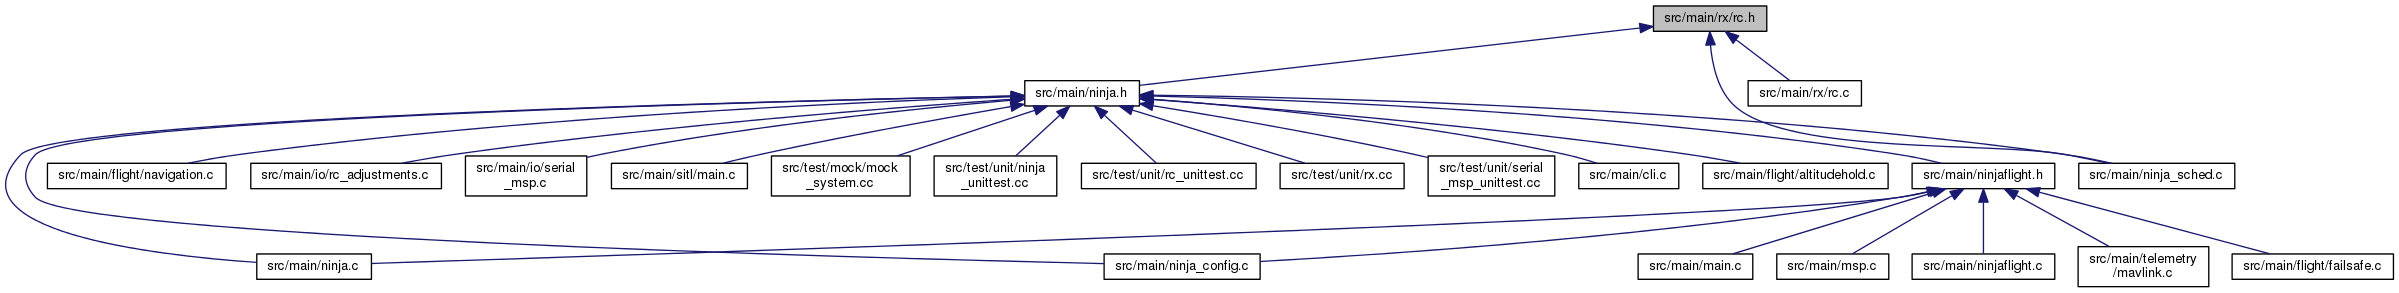 src/main/rx/rc.h
src/main/ninja.h
src/main/rx/rc.c
src/main/flight/navigation.c
src/main/io/rc_adjustments.c
src/main/io/serial
_msp.c
src/main/sitl/main.c
src/test/mock/mock
_system.cc
src/test/unit/ninja
_unittest.cc
src/test/unit/rc_unittest.cc
src/test/unit/rx.cc
src/test/unit/serial
_msp_unittest.cc
src/main/cli.c
src/main/flight/altitudehold.c
src/main/ninjaflight.h
src/main/ninja_sched.c
src/main/ninja.c
src/main/ninja_config.c
src/main/main.c
src/main/msp.c
src/main/ninjaflight.c
src/main/telemetry
/mavlink.c
src/main/flight/failsafe.c